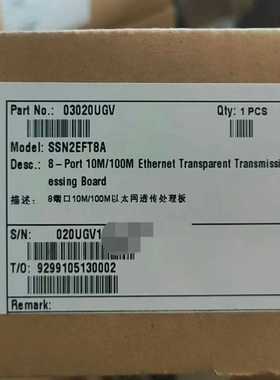 Part No.: 03020UGV Qty: 1 PCS
Model: SSN2EFT8A
Desc.: 8-Port 10M/100M Ethernet Transparent Transmissi
essing Board
描述: 8端口10M/100M以太网透传处理板
S/N: 020UGV1
T/O: 9299105130002
Remark: